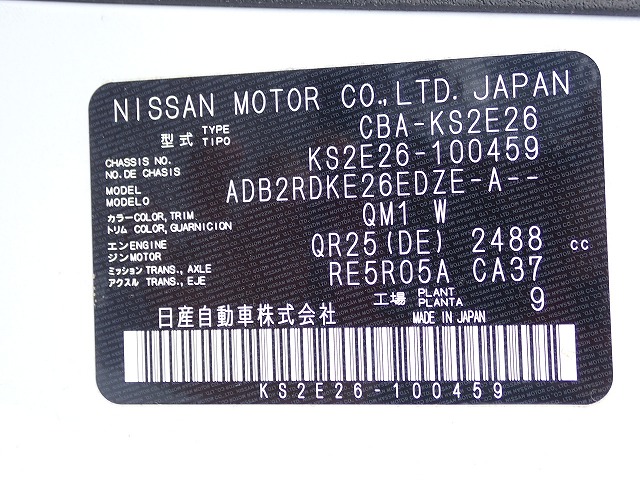 NISSAN MOTOR CO.,LTD. JAPAN
型式 TYPE TIPO CBA-KS2E26
CHASSIS NO. NO.DE CHASIS KS2E26-100459
MODEL MODELO ADB2RDKE26EDZE-A--
カラーCOLOR, TRIM トリム COLOR, GUARNICION QM1 W
エンENGINE ジンMOTOR QR25(DE) 2488 cc
ミッション TRANS., AXLE アクスル TRANS., EJE RE5R05A CA37
工場 PLANT PLANTA 9
日産自動車株式会社 MADE IN JAPAN
KS2E26-100459